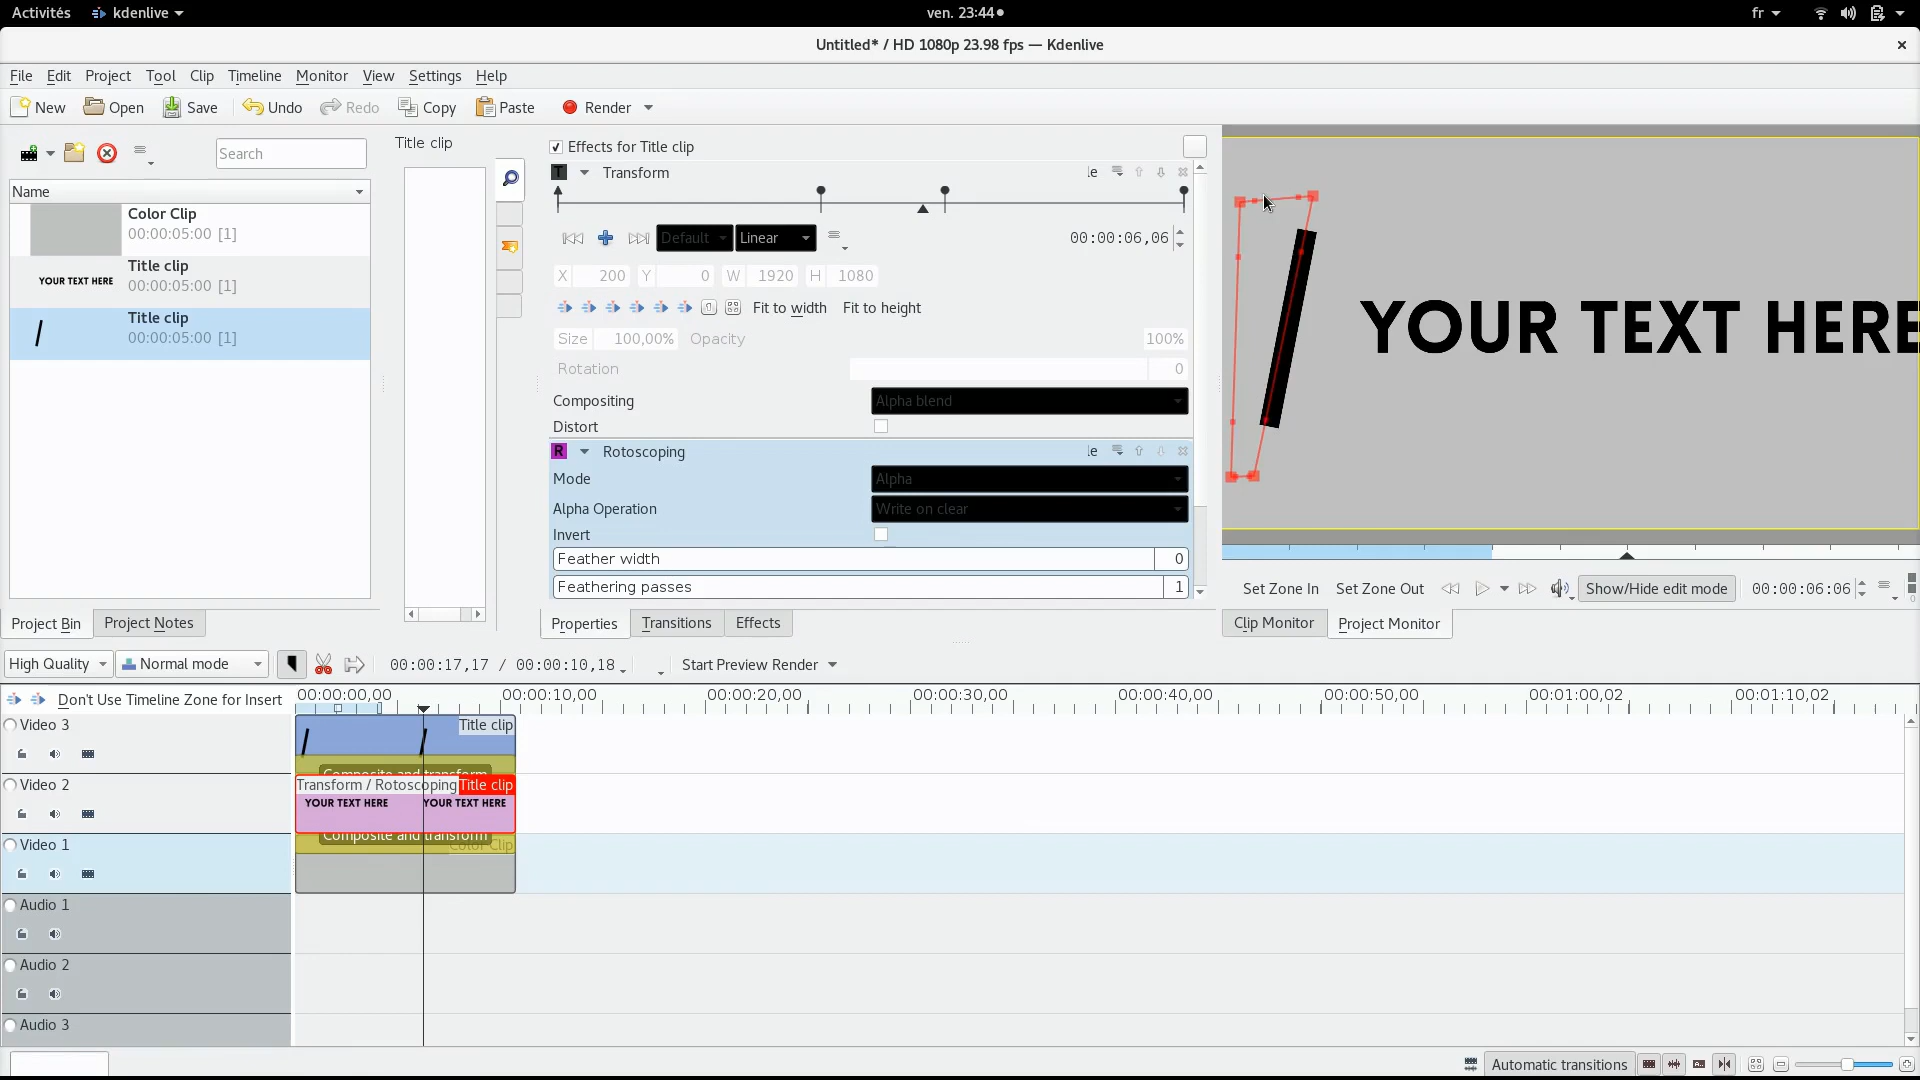 Activités kdenlive ven. 23:44 fr
Untitled* / HD 1080p 23.98 fps — Kdenlive
File Edit Project Tool Clip Timeline Monitor View Settings Help
New Open Save Undo Redo Copy Paste Render
Search
Name
Color Clip
00:00:05:00 [1]
YOUR TEXT HERE
Title clip
00:00:05:00 [1]
Title clip
00:00:05:00 [1]
Project Bin Project Notes
Title clip
Effects for Title clip
T Transform le
Default Linear 00:00:06,06
X 200 Y 0 W 1920 H 1080
Fit to width Fit to height
Size 100,00% Opacity 100%
Rotation 0
Compositing Alpha blend
Distort
R Rotoscoping le
Mode Alpha
Alpha Operation Write on clear
Invert
Feather width 0
Feathering passes 1
Properties Transitions Effects
YOUR TEXT HERE
Set Zone In Set Zone Out Show/Hide edit mode 00:00:06:06
0
Clip Monitor Project Monitor
High Quality Normal mode 00:00:17,17 / 00:00:10,18 Start Preview Render
Don't Use Timeline Zone for Insert
00:00:00,00 00:00:10,00 00:00:20,00 00:00:30,00 00:00:40,00 00:00:50,00 00:01:00,02 00:01:10,02
Video 3 Title clip
Composite and transform
Video 2 Transform / Rotoscoping Title clip
YOUR TEXT HERE YOUR TEXT HERE
Composite and transform
Video 1 Color Clip
Audio 1
Audio 2
Audio 3
Automatic transitions